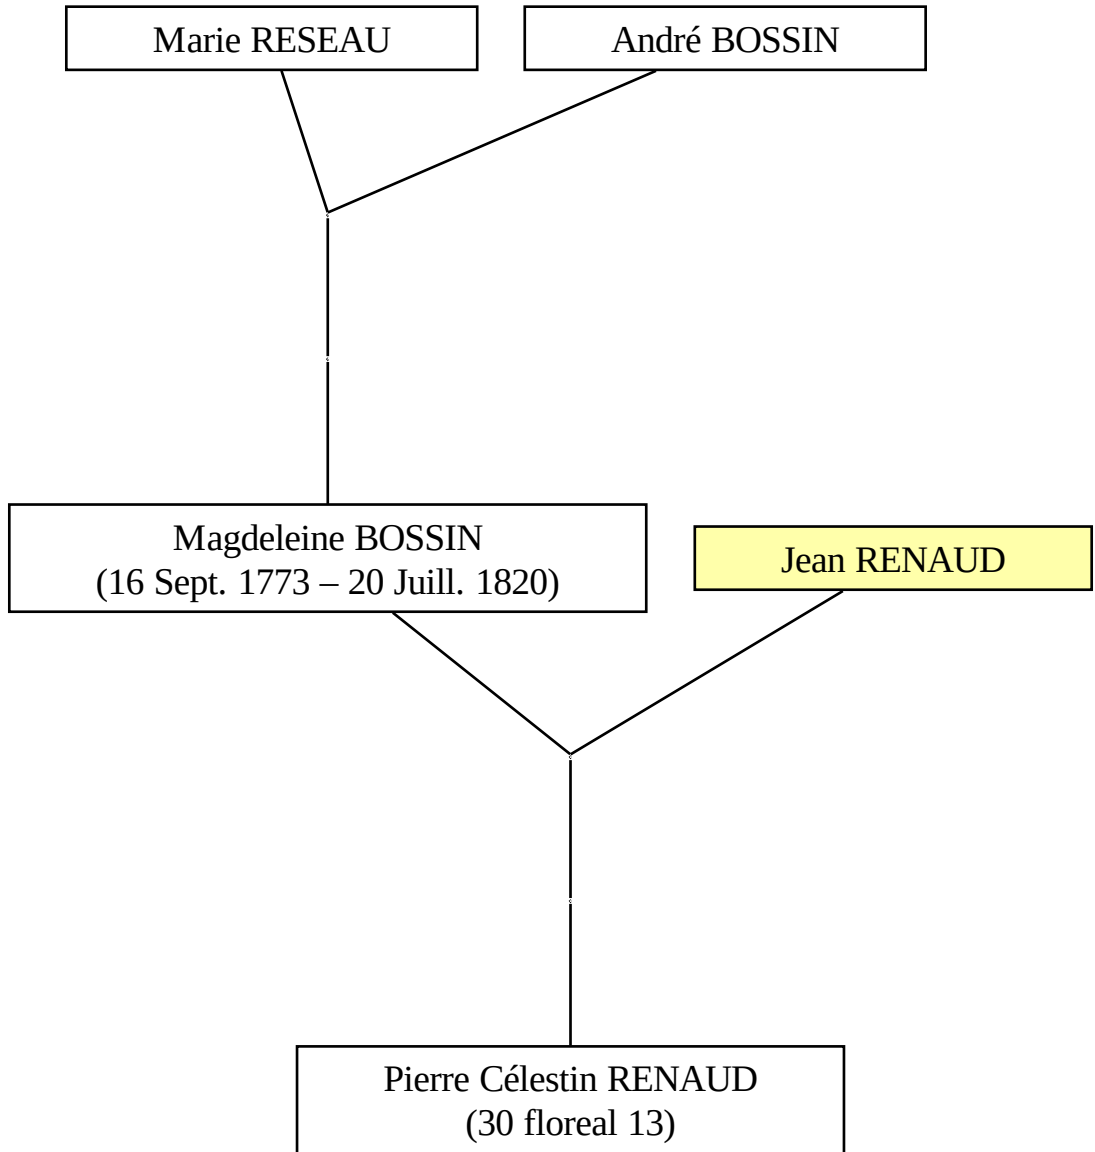 Marie RESEAU
André BOSSIN
Magdeleine BOSSIN
(16 Sept. 1773 – 20 Juill. 1820)
Jean RENAUD
Pierre Célestin RENAUD
(30 floreal 13)